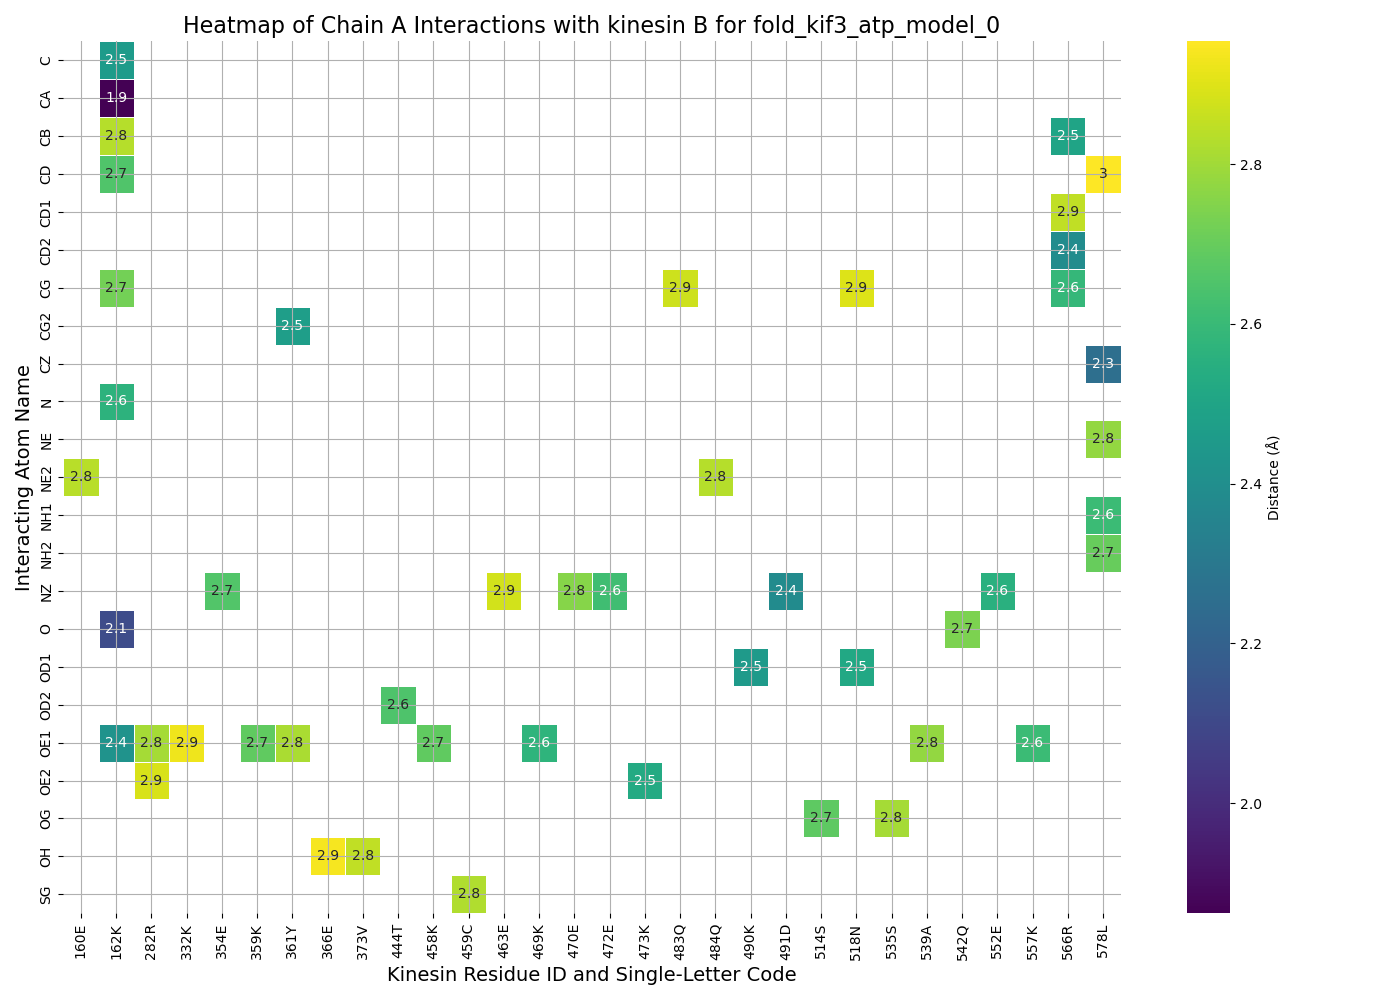 Heatmap of Chain A Interactions with kinesin B for fold_kif3_atp_model_0
Interacting Atom Name
C 2.5
CA 1.9
CB 2.8 2.5
CD 2.7 3
CD1 2.9
CD2 2.4
CG 2.7 2.9 2.9 2.6
CG2 2.5
CZ 2.3
N 2.6
NE 2.8
NE2 2.8 2.8
NH1 2.6
NH2 2.7
NZ 2.7 2.9 2.8 2.6 2.4 2.6
O 2.1 2.7
OD1 2.5 2.5
OD2 2.6
OE1 2.4 2.8 2.9 2.7 2.8 2.7 2.6 2.8 2.6
OE2 2.9 2.5
OG 2.7 2.8
OH 2.9 2.8
SG 2.8
160E 162K 282R 332K 354E 359K 361Y 366E 373V 444T 458K 459C 463E 469K 470E 472E 473K 483Q 484Q 490K 491D 514S 518N 535S 539A 542Q 552E 557K 566R 578L
Kinesin Residue ID and Single-Letter Code
2.8
2.6
2.4
2.2
2.0
Distance (Å)